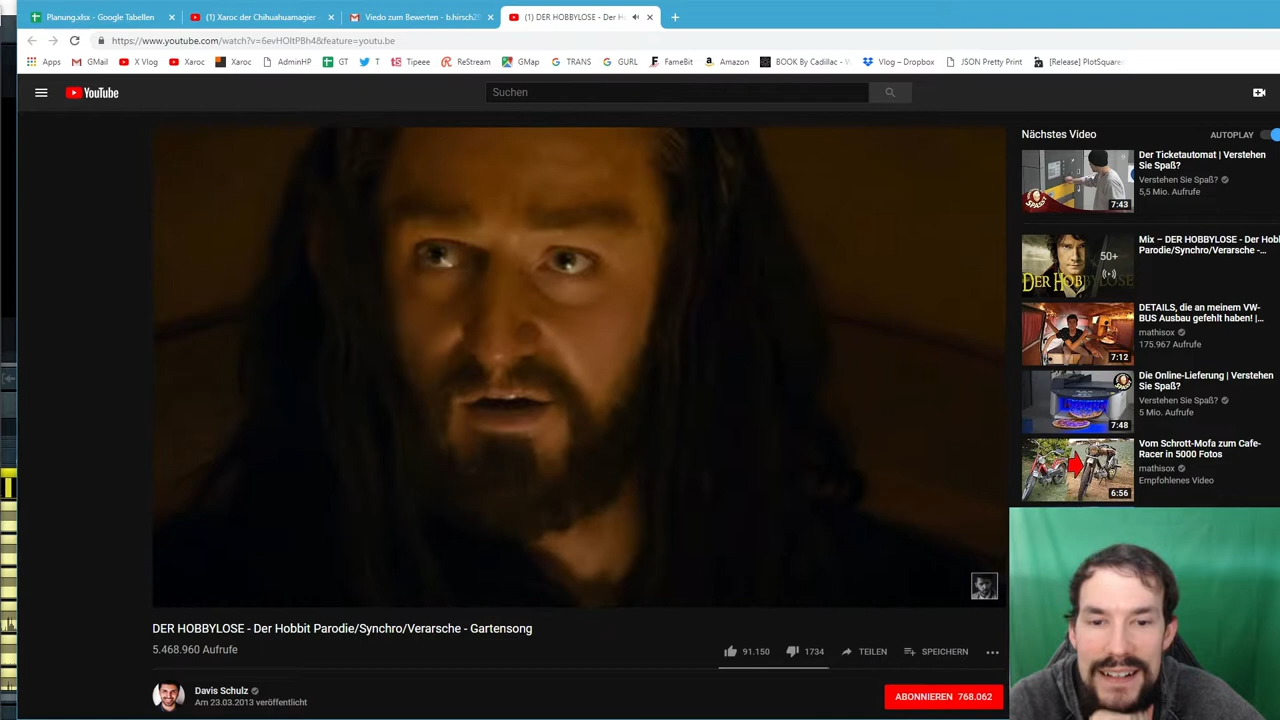 Planung.xlsx - Google Tabellen
(1) Xaroc der Chihuahuamagier -
Viedo zum Bewerten - b.hirsch2
(1) DER HOBBYLOSE - Der H
https://www.youtube.com/watch?v=6evHOltPBh4&feature=youtu.be
Apps GMail X Vlog Xaroc Xaroc AdminHP GT T Tipeee ReStream GMap TRANS GURL FameBit Amazon BOOK By Cadillac - Vlog – Dropbox JSON Pretty Print [Release] PlotSquare
YouTube
Suchen
Nächstes Video
AUTOPLAY
Der Ticketautomat | Verstehen
Sie Spaß?
Verstehen Sie Spaß?
5,5 Mio. Aufrufe
7:43
Mix – DER HOBBYLOSE - Der Hobb
Parodie/Synchro/Verarsche -...
50+
DER HOBBYLOSE
DETAILS, die an meinem VW-
BUS Ausbau gefehlt haben! |...
mathisox
175.967 Aufrufe
7:12
Die Online-Lieferung | Verstehen
Sie Spaß?
Verstehen Sie Spaß?
5 Mio. Aufrufe
7:48
Vom Schrott-Mofa zum Cafe-
Racer in 5000 Fotos
mathisox
Empfohlenes Video
6:56
DER HOBBYLOSE - Der Hobbit Parodie/Synchro/Verarsche - Gartensong
5.468.960 Aufrufe
91.150
1734
TEILEN
SPEICHERN
Davis Schulz
Am 23.03.2013 veröffentlicht
ABONNIEREN 768.062